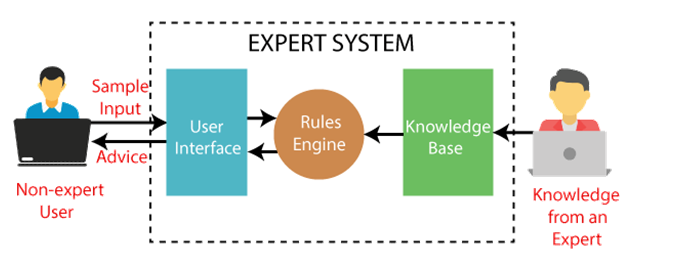 EXPERT SYSTEM
Sample
Input
Advice
Non-expert
User
User
Interface
Rules
Engine
Knowledge
Base
Knowledge
from an
Expert